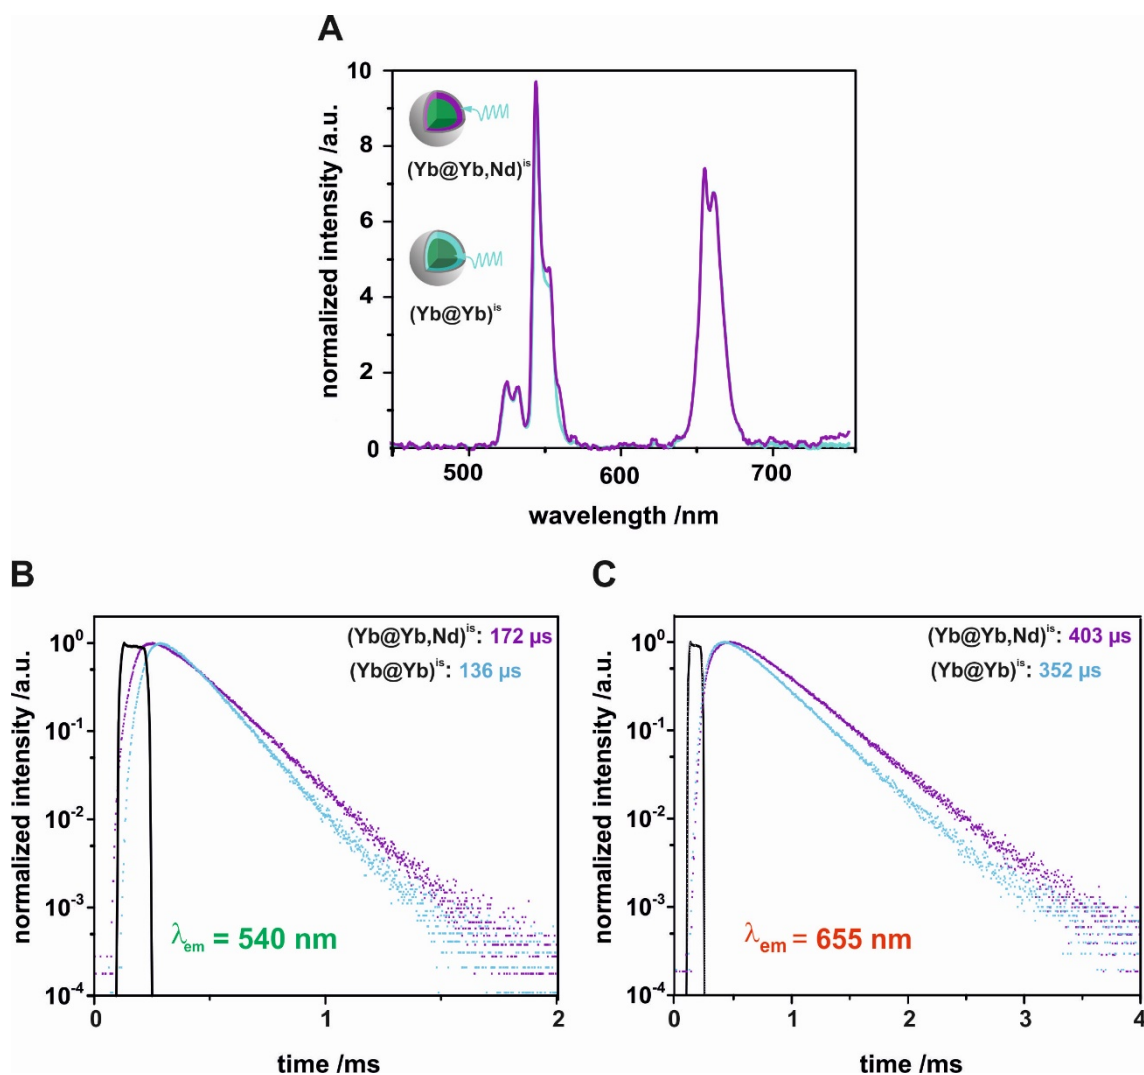 A
10
8
6
4
2
0
normalized intensity /a.u.
(Yb@Yb,Nd)is
(Yb@Yb)is
500 600 700
wavelength /nm
B
10^0
10^-1
10^-2
10^-3
10^-4
normalized intensity /a.u.
(Yb@Yb,Nd)is: 172 µs
(Yb@Yb)is: 136 µs
λem = 540 nm
0 1 2
time /ms
C
10^0
10^-1
10^-2
10^-3
10^-4
normalized intensity /a.u.
(Yb@Yb,Nd)is: 403 µs
(Yb@Yb)is: 352 µs
λem = 655 nm
0 1 2 3 4
time /ms